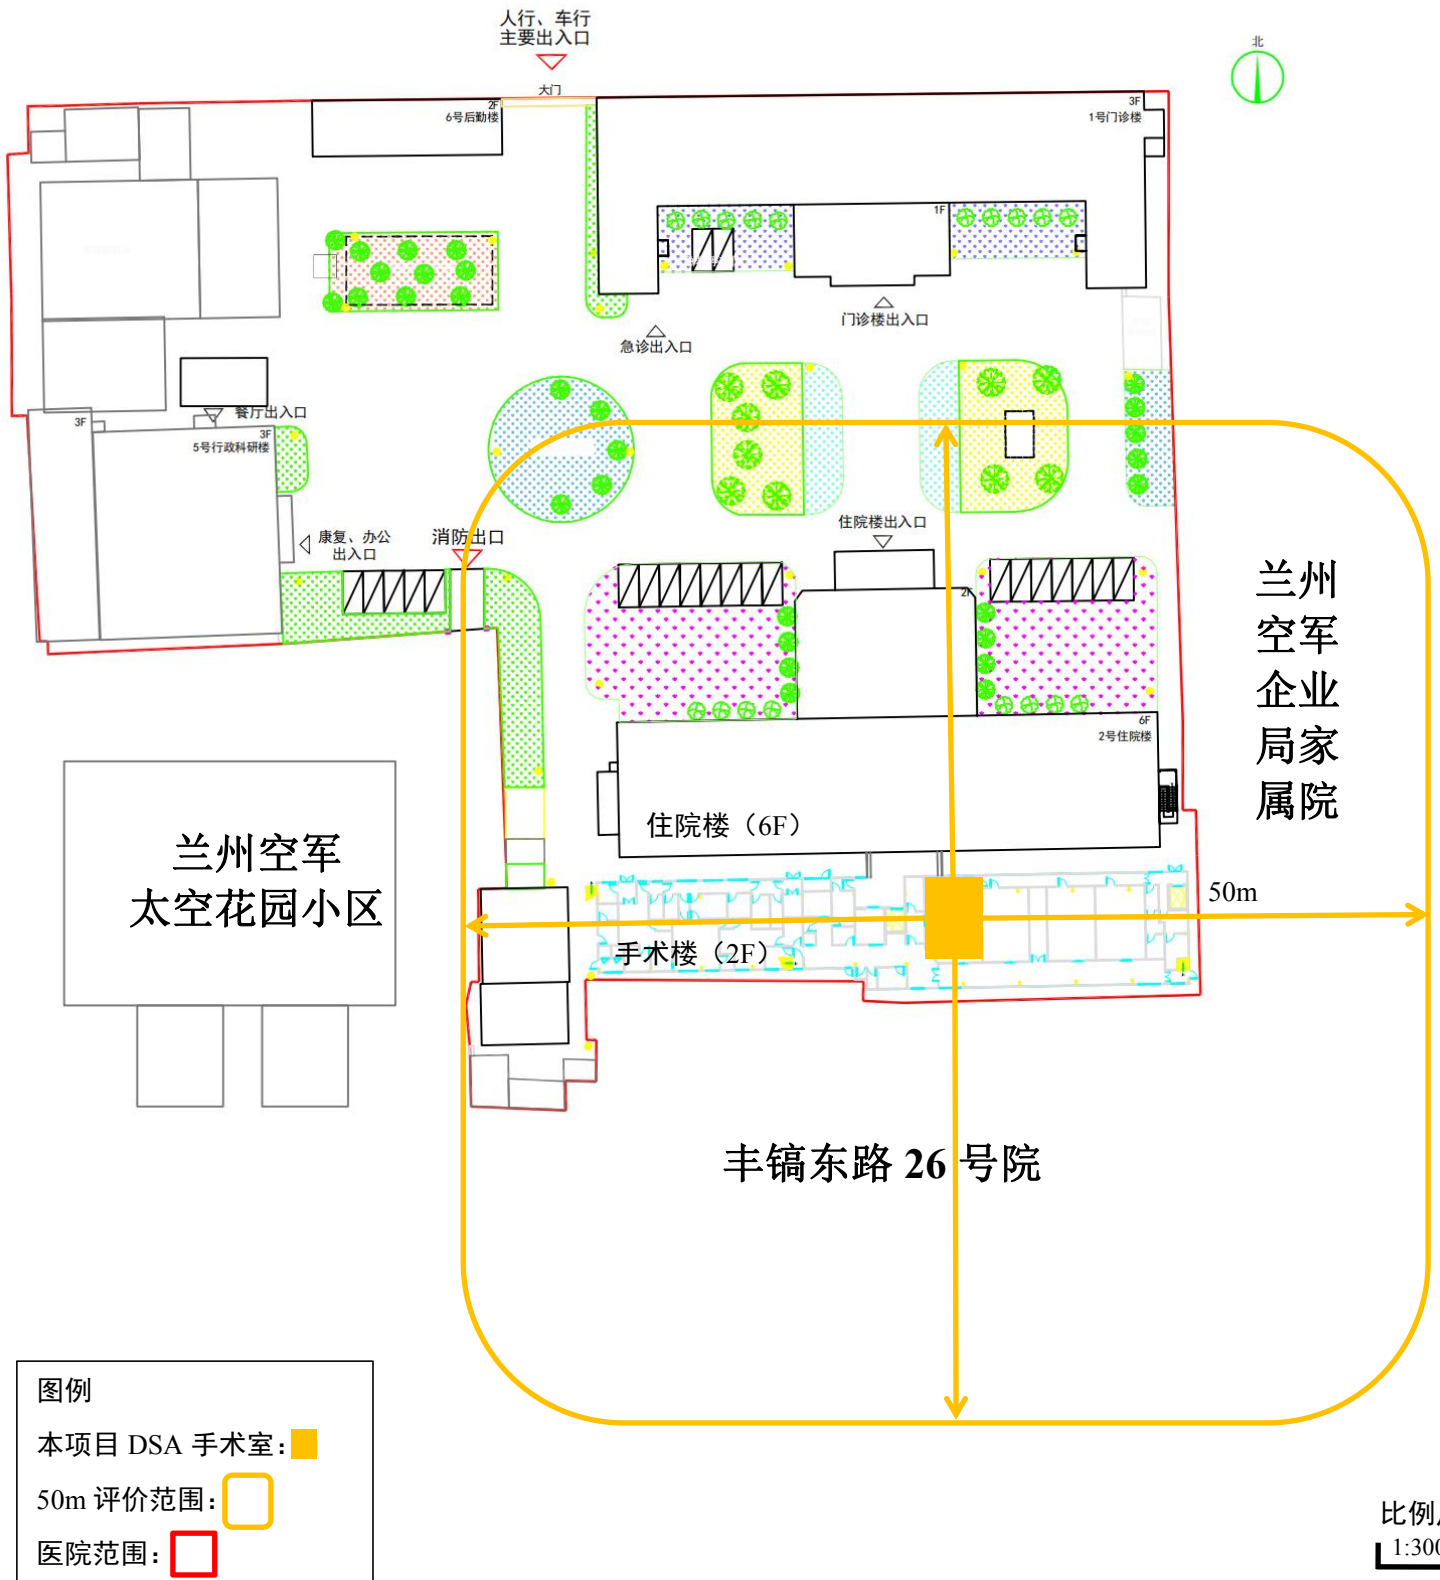 人行、车行
主要出入口
北
大门
2F
6号后勤楼
3F
1号门诊楼
1F
门诊楼出入口
急诊出入口
餐厅出入口
3F
3F
5号行政科研楼
康复、办公
出入口
消防出口
住院楼出入口
2F
兰州
空军
企业
局家
属院
6F
2号住院楼
住院楼（6F）
兰州空军
太空花园小区
50m
手术楼（2F）
丰镐东路 26 号院
图例
本项目 DSA 手术室：
50m 评价范围：
医院范围：
比例
1:300